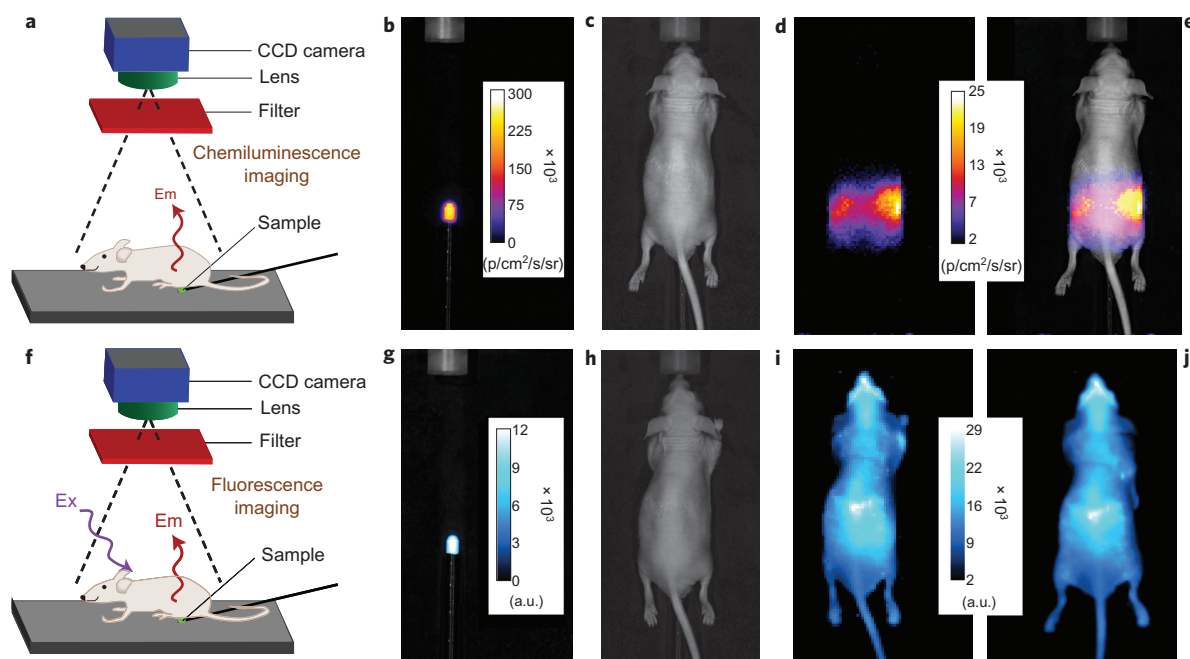 a
CCD camera
Lens
Filter
Chemiluminescence
imaging
Em
Sample
b
300
225
150
75
0
× 10³
(p/cm²/s/sr)
c
d
25
19
13
7
2
× 10³
(p/cm²/s/sr)
e
f
CCD camera
Lens
Filter
Fluorescence
imaging
Ex
Em
Sample
g
12
9
6
3
0
× 10³
(a.u.)
h
i
29
22
16
9
2
× 10³
(a.u.)
j